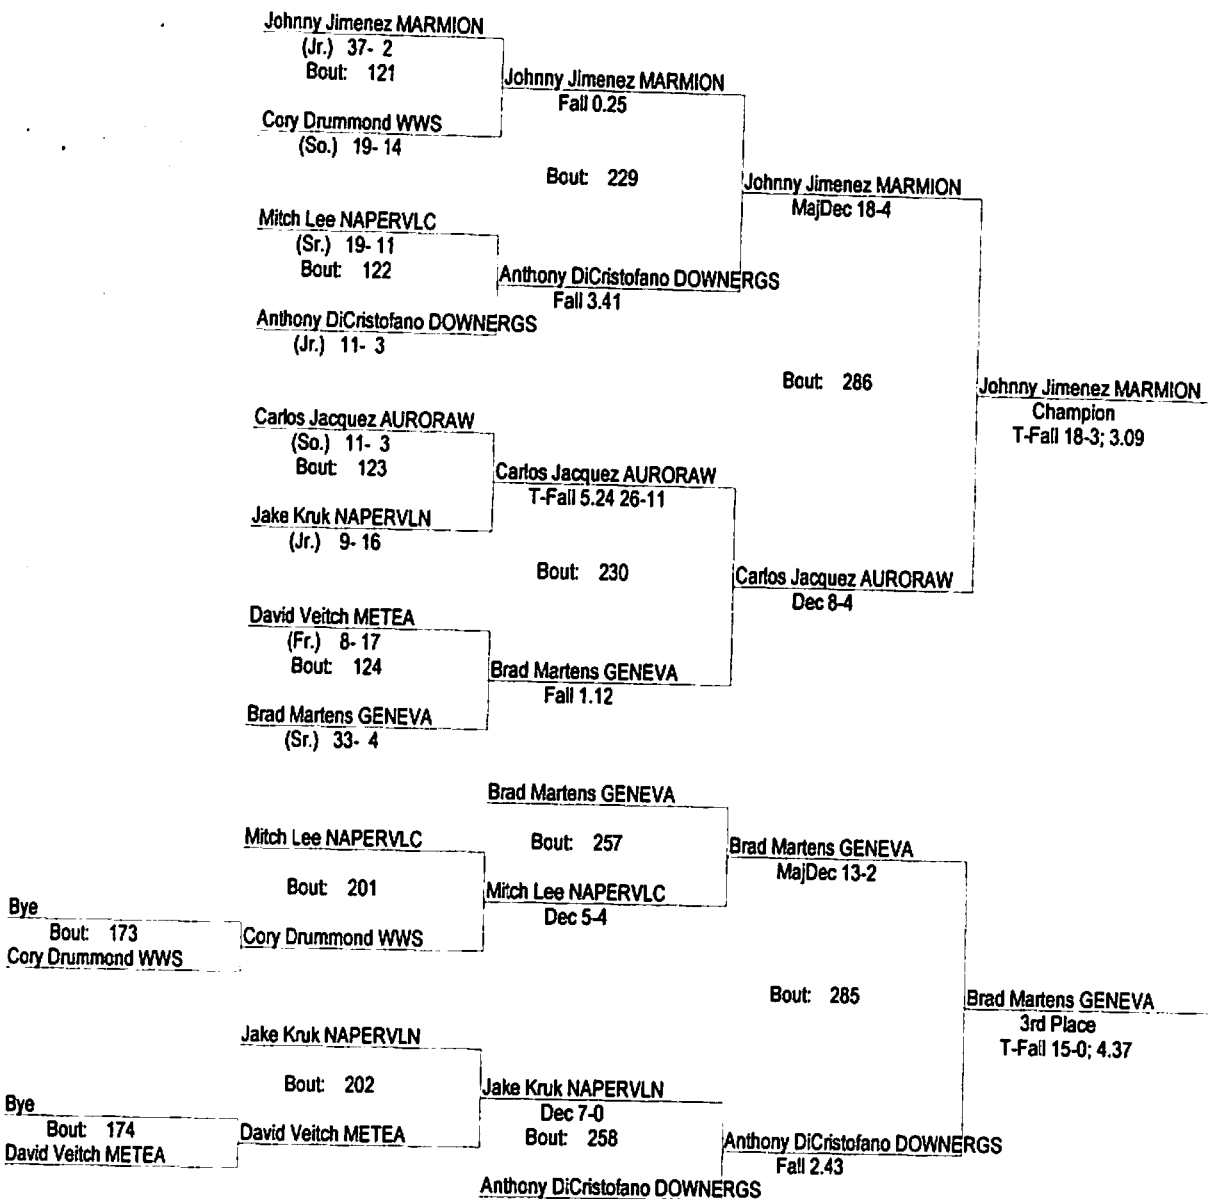 Johnny Jimenez MARMION
(Jr.) 37- 2
Bout: 121
Johnny Jimenez MARMION
Fall 0.25
Cory Drummond WWS
(So.) 19- 14
Bout: 229
Johnny Jimenez MARMION
MajDec 18-4
Mitch Lee NAPERVLC
(Sr.) 19- 11
Bout: 122
Anthony DiCristofano DOWNERGS
Fall 3.41
Anthony DiCristofano DOWNERGS
(Jr.) 11- 3
Bout: 286
Johnny Jimenez MARMION
Champion
T-Fall 18-3; 3.09
Carlos Jacquez AURORAW
(So.) 11- 3
Bout: 123
Carlos Jacquez AURORAW
T-Fall 5.24 26-11
Jake Kruk NAPERVLN
(Jr.) 9- 16
Bout: 230
Carlos Jacquez AURORAW
Dec 8-4
David Veitch METEA
(Fr.) 8- 17
Bout: 124
Brad Martens GENEVA
Fall 1.12
Brad Martens GENEVA
(Sr.) 33- 4
Brad Martens GENEVA
Mitch Lee NAPERVLC
Bout: 257
Brad Martens GENEVA
MajDec 13-2
Bout: 201
Mitch Lee NAPERVLC
Dec 5-4
Bye
Bout: 173
Cory Drummond WWS
Cory Drummond WWS
Bout: 285
Brad Martens GENEVA
3rd Place
T-Fall 15-0; 4.37
Jake Kruk NAPERVLN
Bout: 202
Jake Kruk NAPERVLN
Dec 7-0
Bye
Bout: 174
David Veitch METEA
David Veitch METEA
Bout: 258
Anthony DiCristofano DOWNERGS
Fall 2.43
Anthony DiCristofano DOWNERGS